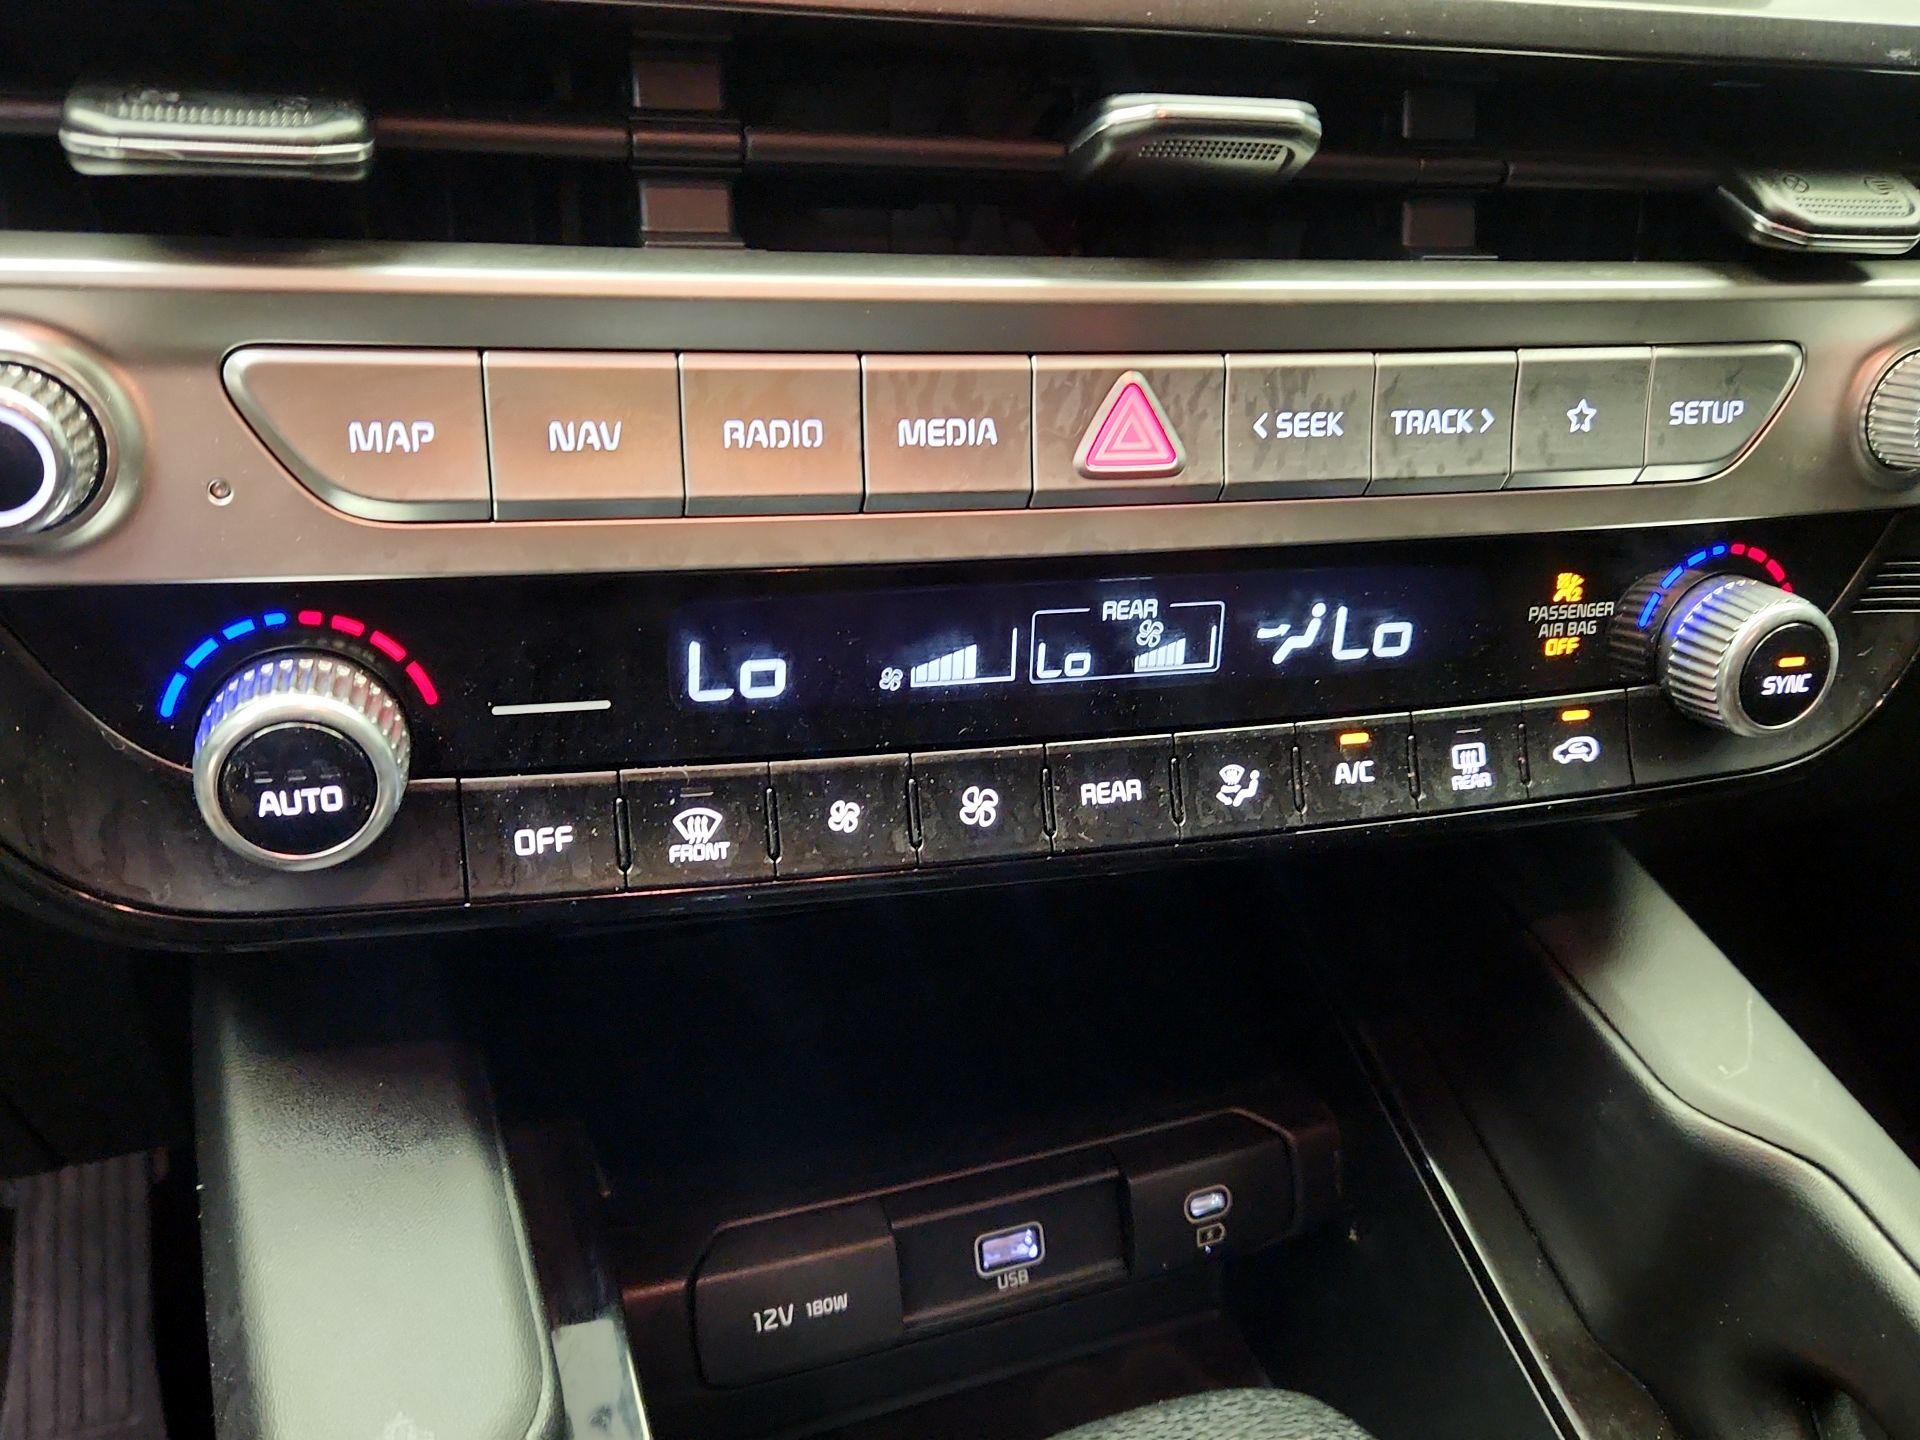 MAP
NAV
RADIO
MEDIA
< SEEK
TRACK >
SETUP
REAR
Lo
Lo
Lo
PASSENGER
AIR BAG
OFF
SYNC
AUTO
OFF
FRONT
REAR
A/C
REAR
USB
12V 180W